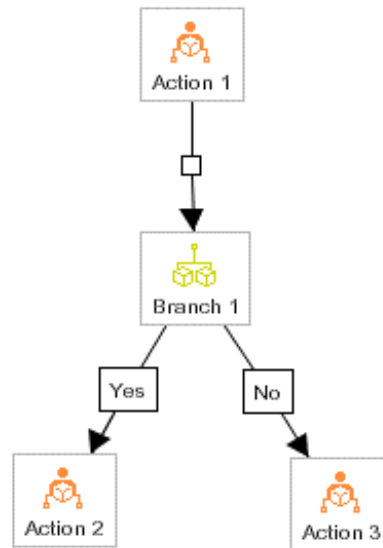 Action 1
Branch 1
Yes
No
Action 2
Action 3